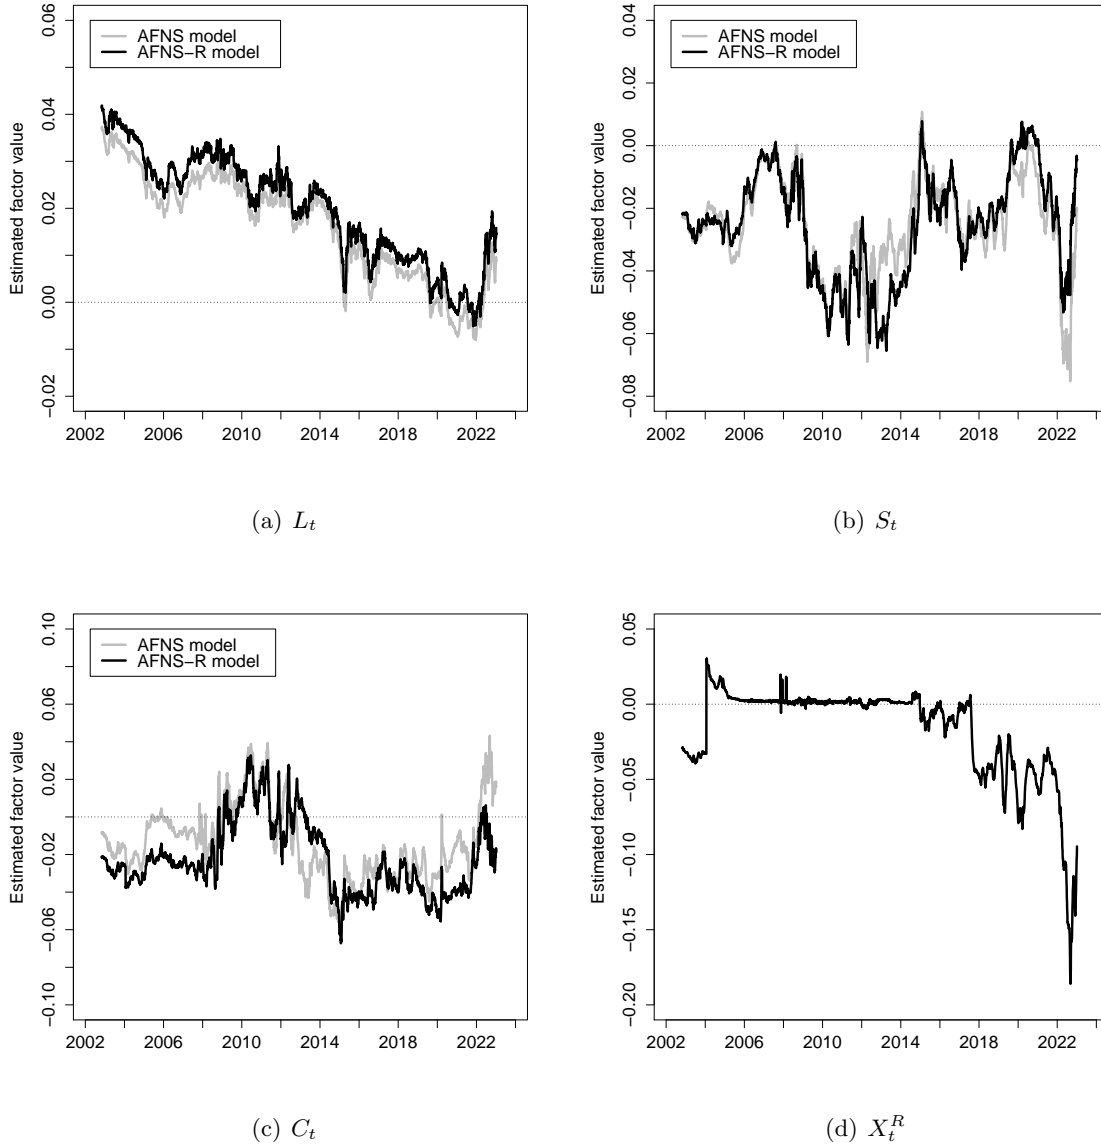 0.06
0.04
0.02
0.00
−0.02
Estimated factor value
AFNS model
AFNS−R model
2002 2006 2010 2014 2018 2022
(a) L_t
0.04
0.02
0.00
−0.02
−0.04
−0.06
−0.08
Estimated factor value
AFNS model
AFNS−R model
2002 2006 2010 2014 2018 2022
(b) S_t
0.10
0.06
0.02
−0.02
−0.06
−0.10
Estimated factor value
AFNS model
AFNS−R model
2002 2006 2010 2014 2018 2022
(c) C_t
0.05
0.00
−0.05
−0.10
−0.15
−0.20
Estimated factor value
2002 2006 2010 2014 2018 2022
(d) X_t^R